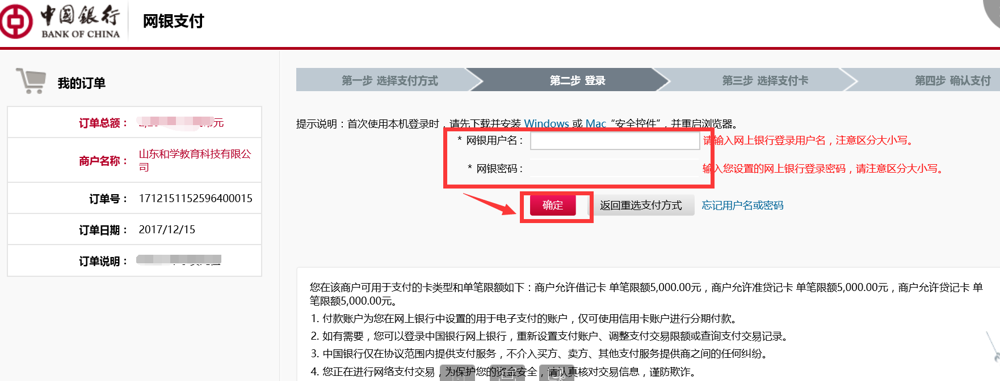 中国银行
BANK OF CHINA
网银支付
我的订单
订单总额：
元
商户名称：
山东和学教育科技有限公
司
订单号：
1712151152596400015
订单日期：
2017/12/15
订单说明：
第一步 选择支付方式
第二步 登录
第三步 选择支付卡
第四步 确认支付
提示说明：首次使用本机登录时，请先下载并安装 Windows 或 Mac“安全控件”，并重启浏览器。
* 网银用户名：
请输入网上银行登录用户名，注意区分大小写。
* 网银密码：
输入您设置的网上银行登录密码，请注意区分大小写。
确定
返回重选支付方式
忘记用户名或密码
您在该商户可用于支付的卡类型和单笔限额如下：商户允许借记卡 单笔限额5,000.00元，商户允许准贷记卡 单笔限额5,000.00元，商户允许贷记卡 单
笔限额5,000.00元。
1. 付款账户为您在网上银行中设置的用于电子支付的账户，仅可使用信用卡账户进行分期付款。
2. 如有需要，您可以登录中国银行网上银行，重新设置支付账户、调整支付交易限额或查询支付交易记录。
3. 中国银行仅在协议范围内提供支付服务，不介入买方、卖方、其他支付服务提供商之间的任何纠纷。
4. 您正在进行网络支付交易，为保护您的资金安全，请认真核对交易信息，谨防欺诈。